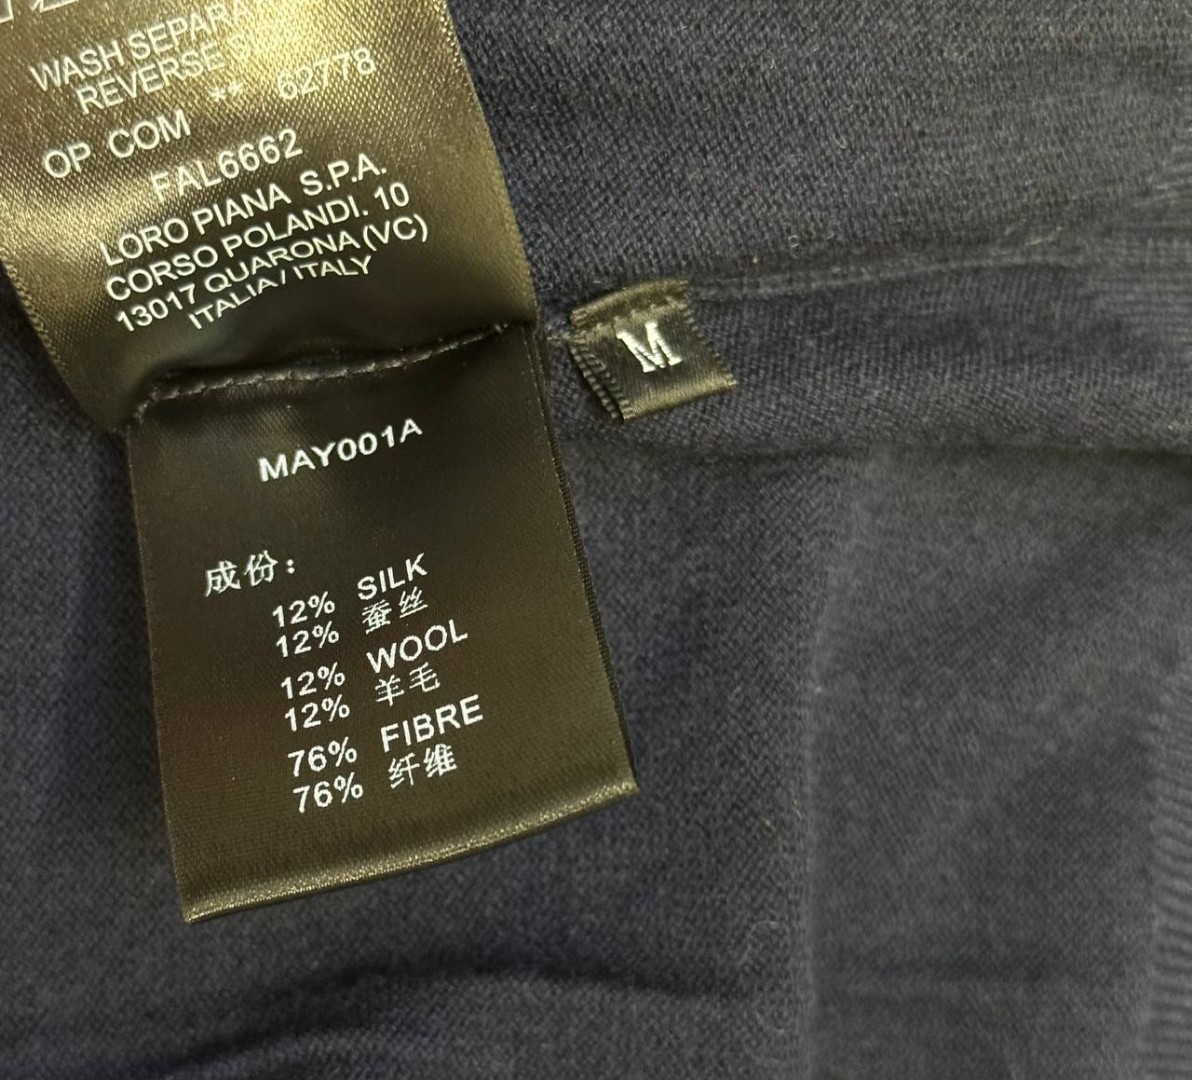 WASH SEPARA
REVERSE
OP COM ** 62778
FAL6662
LORO PIANA S.P.A.
CORSO POLANDI. 10
13017 QUARONA (VC)
ITALIA / ITALY
M
MAY001A
成份：
12% SILK
12% 蚕丝
12% WOOL
12% 羊毛
76% FIBRE
76% 纤维